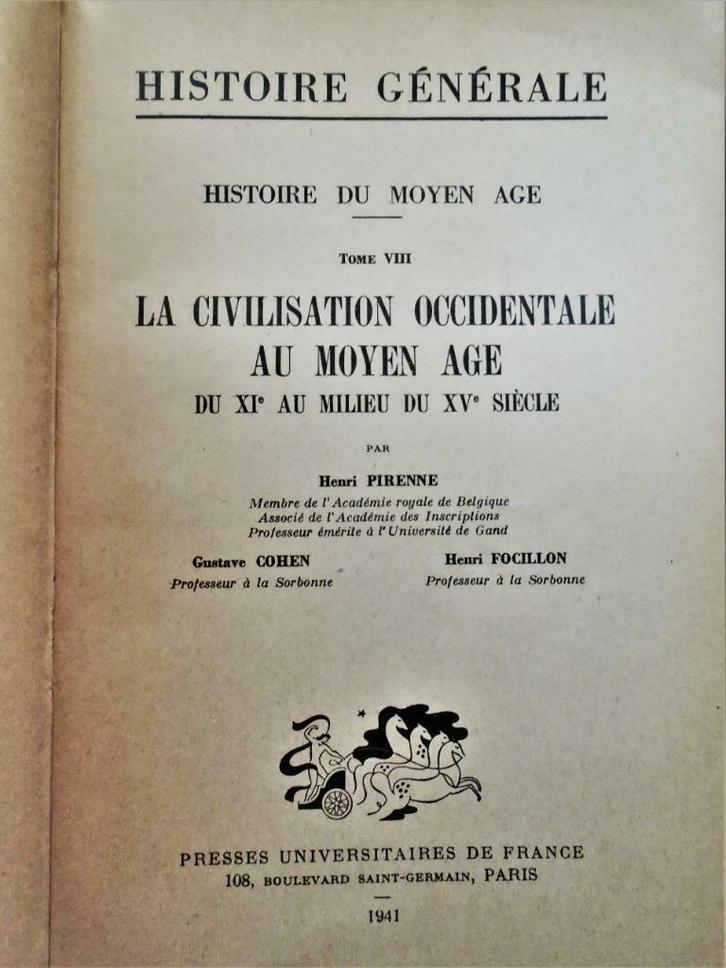 HISTOIRE GÉNÉRALE
HISTOIRE DU MOYEN AGE
TOME VIII
LA CIVILISATION OCCIDENTALE
AU MOYEN AGE
DU XIe AU MILIEU DU XVe SIÈCLE
PAR
Henri PIRENNE
Membre de l'Académie royale de Belgique
Associé de l'Académie des Inscriptions
Professeur émérite à l'Université de Gand
Gustave COHEN
Professeur à la Sorbonne
Henri FOCILLON
Professeur à la Sorbonne
PRESSES UNIVERSITAIRES DE FRANCE
108, BOULEVARD SAINT-GERMAIN, PARIS
1941